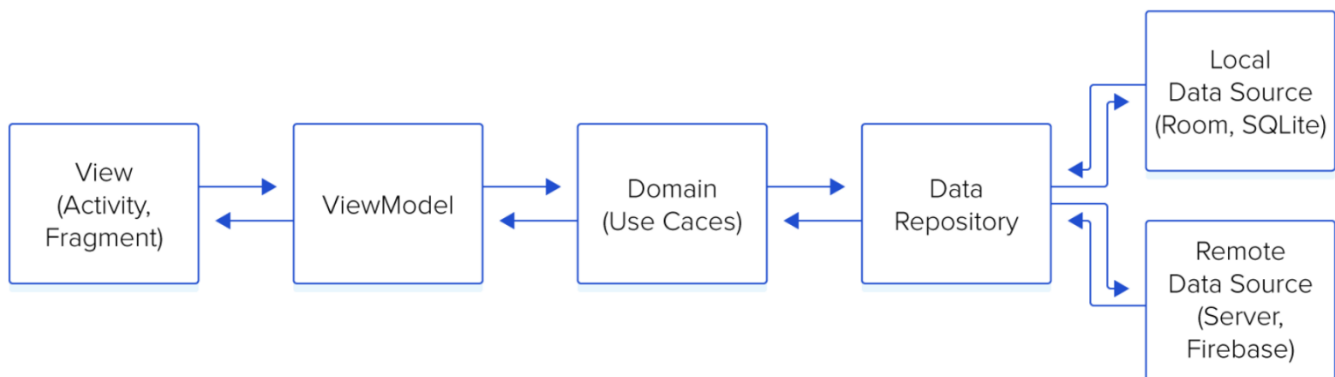 View
(Activity,
Fragment)
ViewModel
Domain
(Use Caces)
Data
Repository
Local
Data Source
(Room, SQLite)
Remote
Data Source
(Server,
Firebase)